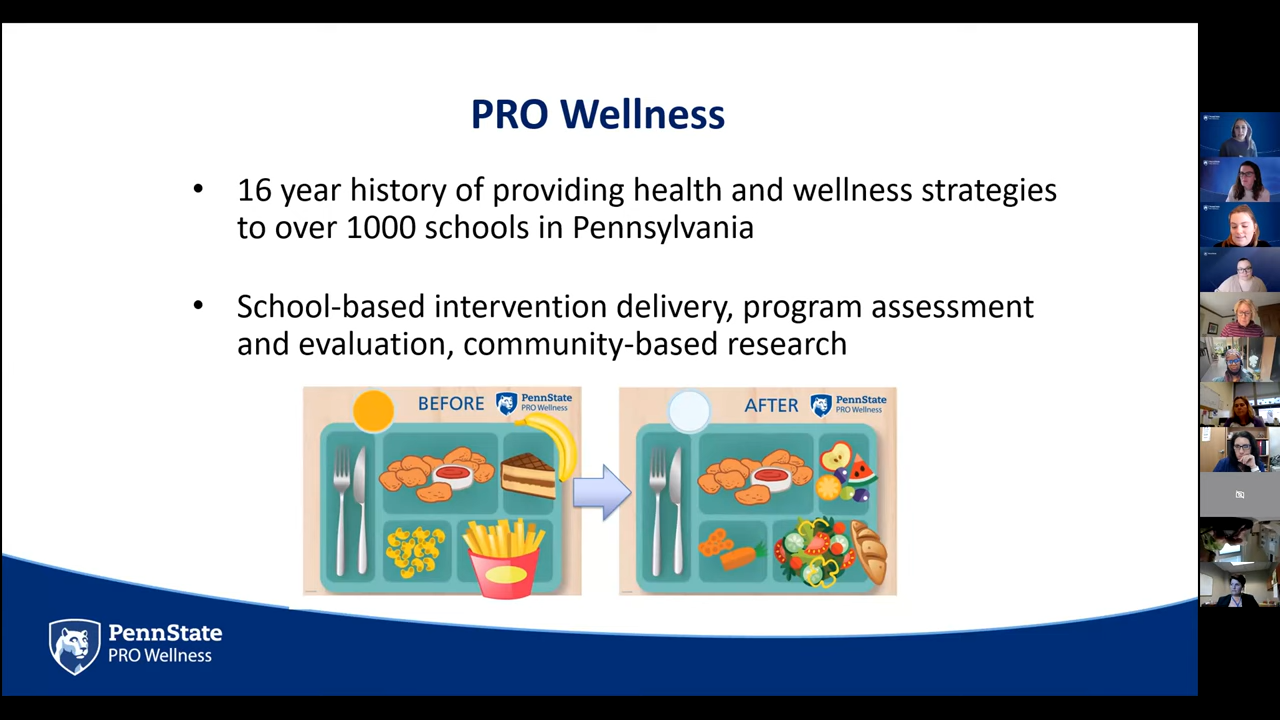 PRO Wellness
• 16 year history of providing health and wellness strategies
to over 1000 schools in Pennsylvania
• School-based intervention delivery, program assessment
and evaluation, community-based research
BEFORE
PennState
PRO Wellness
AFTER
PennState
PRO Wellness
PennState
PRO Wellness